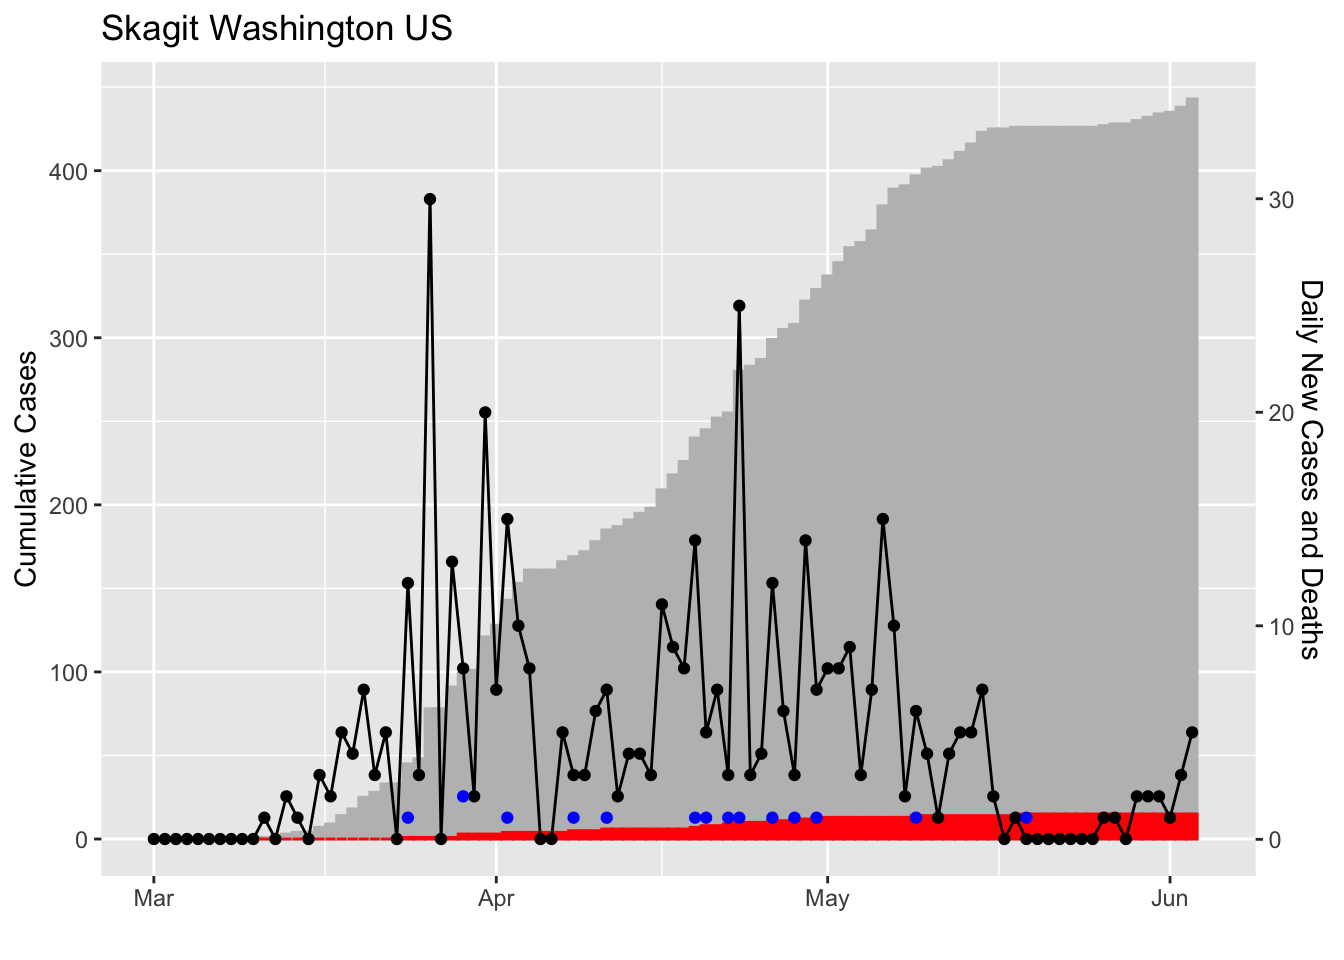 Skagit Washington US
Cumulative Cases
400
300
200
100
0
30
20
10
0
Daily New Cases and Deaths
Mar
Apr
May
Jun